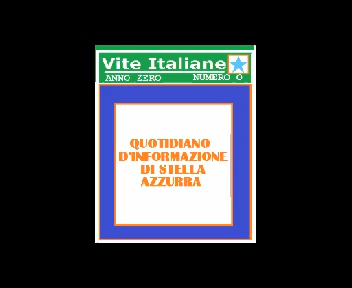 Vite Italiane
ANNO ZERO NUMERO 0
QUOTIDIANO
D'INFORMAZIONE
DI STELLA
AZZURRA